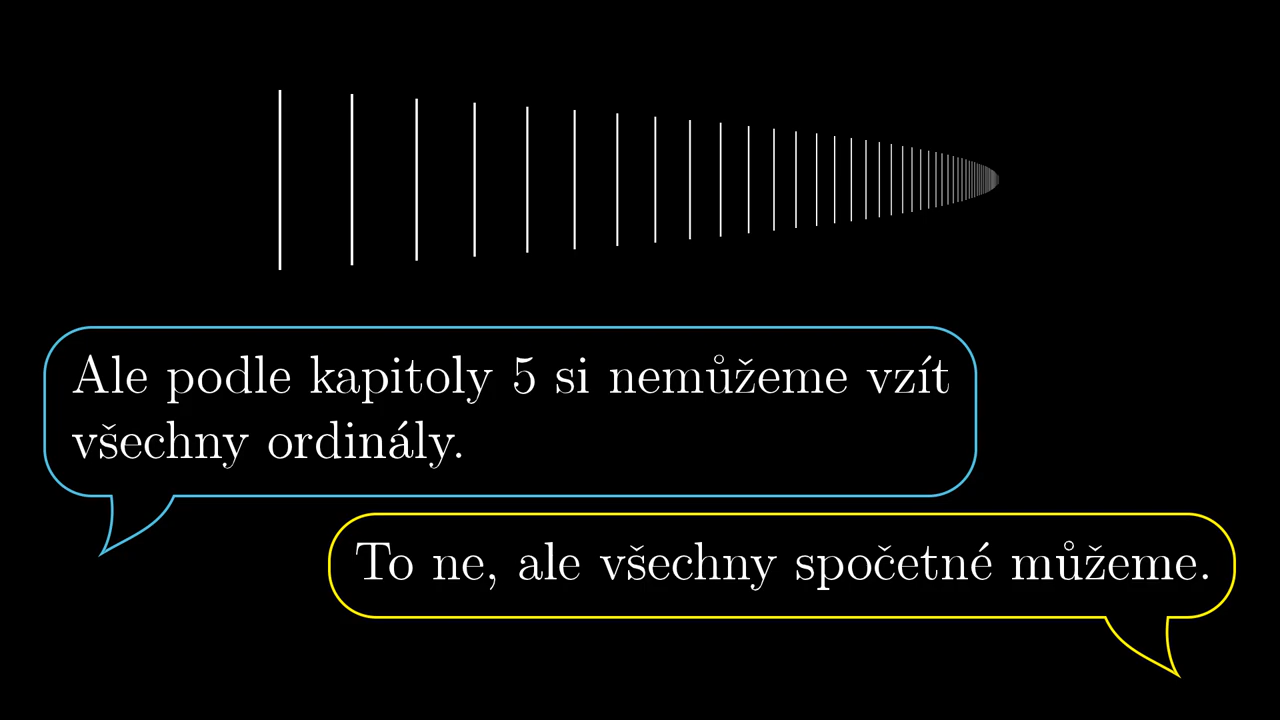 Ale podle kapitoly 5 si nemůžeme vzít
všechny ordinály.
To ne, ale všechny spočetné můžeme.